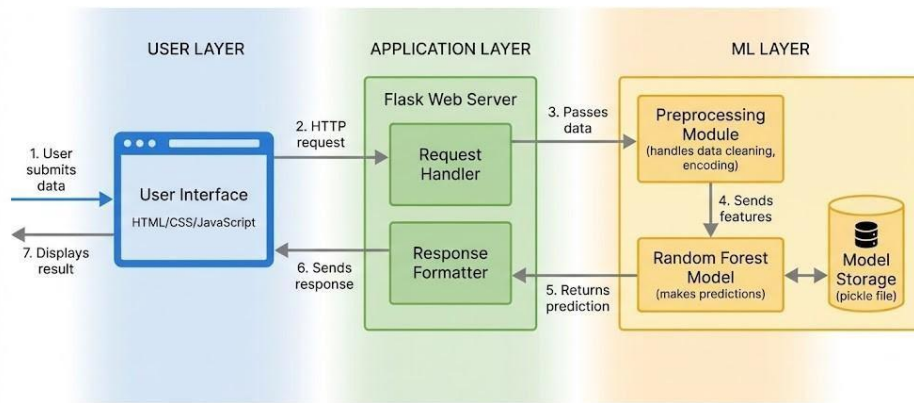 USER LAYER
APPLICATION LAYER
ML LAYER
1. User
submits
data
User Interface
HTML/CSS/JavaScript
7. Displays
result
2. HTTP
request
Flask Web Server
Request
Handler
Response
Formatter
6. Sends
response
3. Passes
data
Preprocessing
Module
(handles data cleaning,
encoding)
4. Sends
features
Random Forest
Model
(makes predictions)
5. Returns
prediction
Model
Storage
(pickle file)